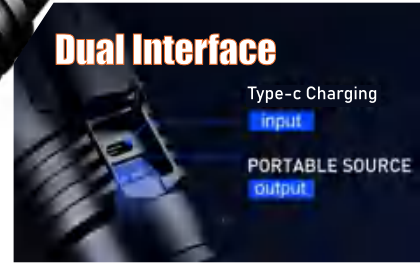 Dual Interface
Type-c Charging
input
PORTABLE SOURCE
output